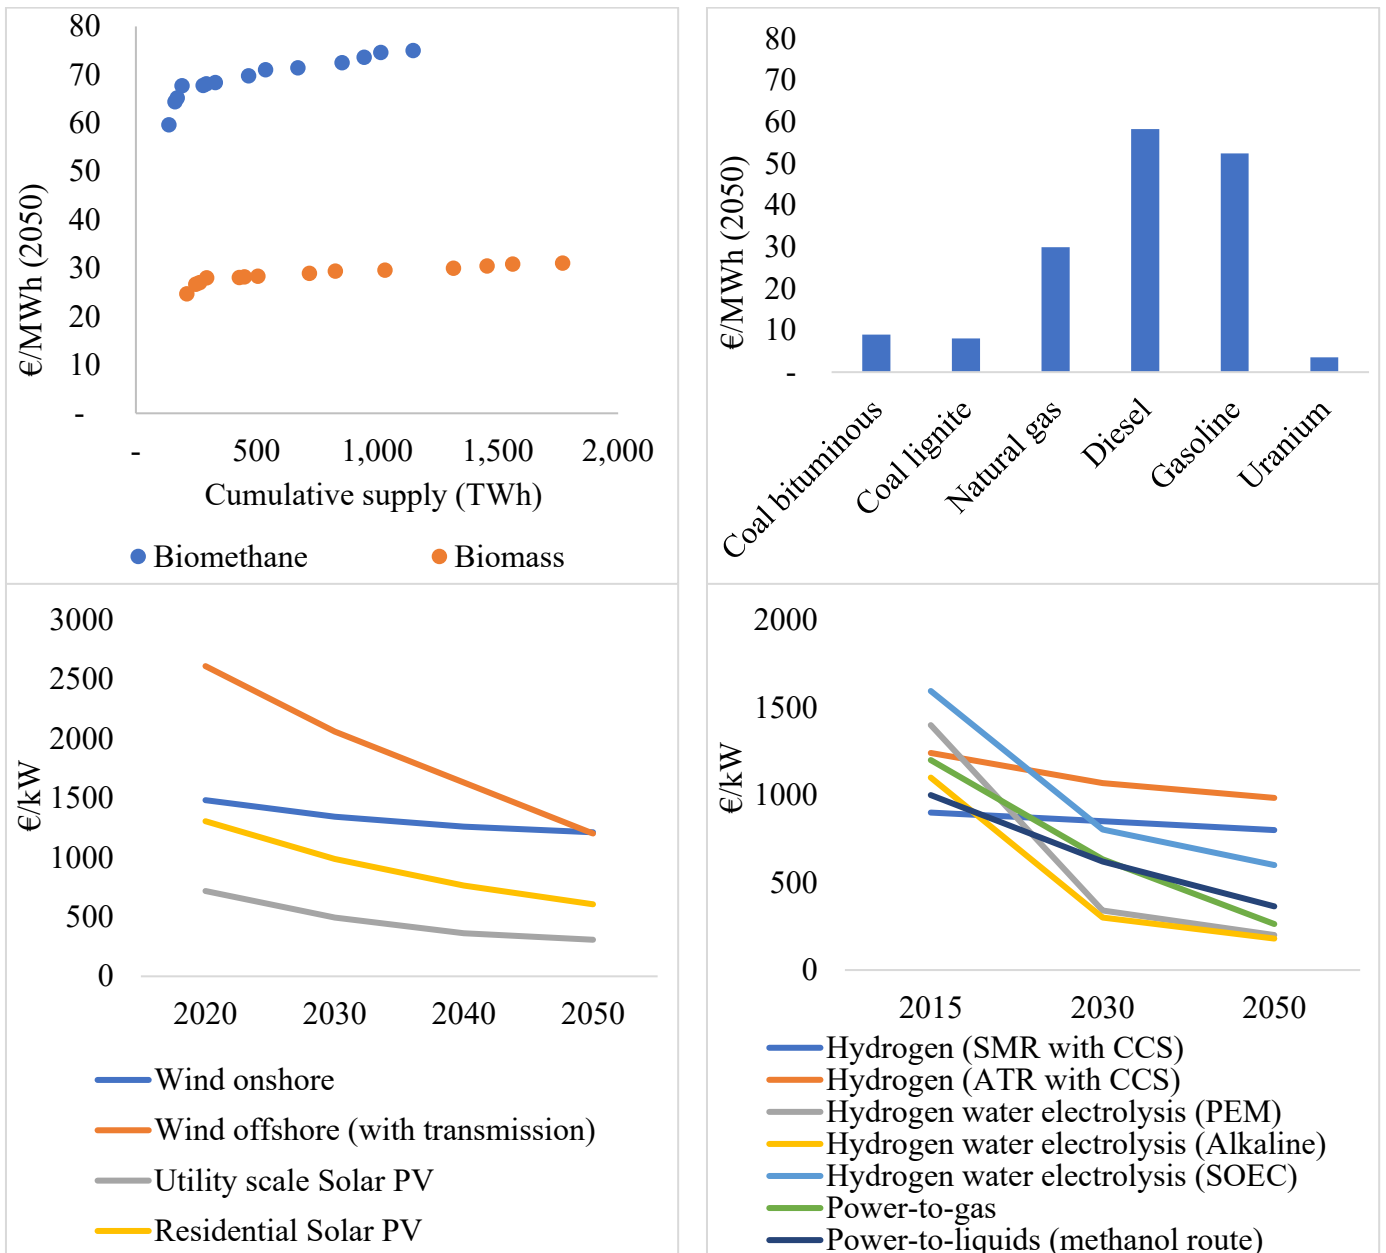 80
70
60
50
40
30
20
10
-
€/MWh (2050)
- 500 1,000 1,500 2,000
Cumulative supply (TWh)
Biomethane Biomass
80
70
60
50
40
30
20
10
-
€/MWh (2050)
Coal bituminous
Coal lignite
Natural gas
Diesel
Gasoline
Uranium
3000
2500
2000
1500
1000
500
0
€/kW
2020 2030 2040 2050
Wind onshore
Wind offshore (with transmission)
Utility scale Solar PV
Residential Solar PV
2000
1500
1000
500
0
€/kW
2015 2030 2050
Hydrogen (SMR with CCS)
Hydrogen (ATR with CCS)
Hydrogen water electrolysis (PEM)
Hydrogen water electrolysis (Alkaline)
Hydrogen water electrolysis (SOEC)
Power-to-gas
Power-to-liquids (methanol route)